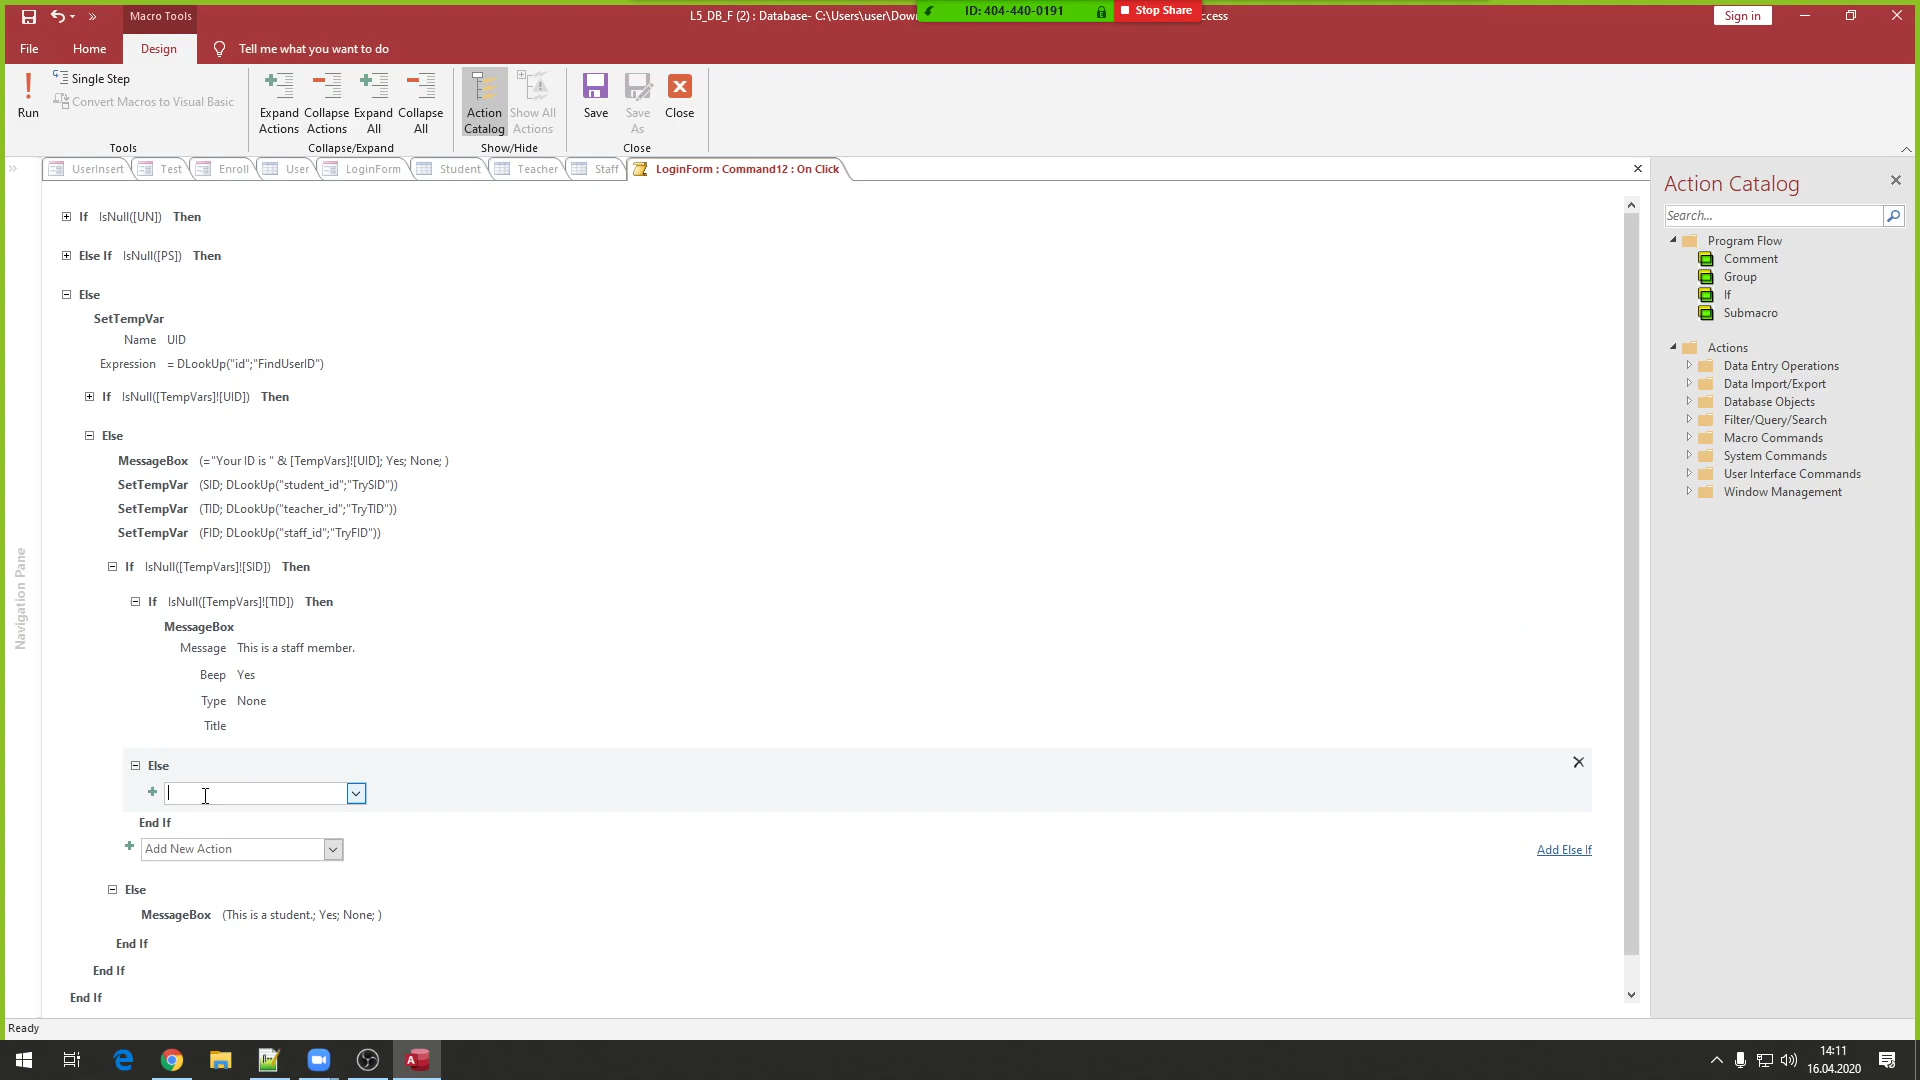 Macro Tools
L5_DB_F (2) : Database- C:\Users\user\Down
ID: 404-440-0191
Stop Share
ccess
Sign in
File
Home
Design
Tell me what you want to do
Run
Single Step
Convert Macros to Visual Basic
Expand Actions
Collapse Actions
Expand All
Collapse All
Action Catalog
Show All Actions
Save
Save As
Close
Tools
Collapse/Expand
Show/Hide
Close
UserInsert
Test
Enroll
User
LoginForm
Student
Teacher
Staff
LoginForm : Command12 : On Click
If IsNull([UN]) Then
Else If IsNull([PS]) Then
Else
SetTempVar
Name UID
Expression = DLookUp("id";"FindUserID")
If IsNull([TempVars]![UID]) Then
Else
MessageBox (="Your ID is " & [TempVars]![UID]; Yes; None; )
SetTempVar (SID; DLookUp("student_id";"TrySID"))
SetTempVar (TID; DLookUp("teacher_id";"TryTID"))
SetTempVar (FID; DLookUp("staff_id";"TryFID"))
If IsNull([TempVars]![SID]) Then
If IsNull([TempVars]![TID]) Then
MessageBox
Message This is a staff member.
Beep Yes
Type None
Title
Else
End If
Add New Action
Add Else If
Else
MessageBox (This is a student.; Yes; None; )
End If
End If
End If
Navigation Pane
Action Catalog
Search...
Program Flow
Comment
Group
If
Submacro
Actions
Data Entry Operations
Data Import/Export
Database Objects
Filter/Query/Search
Macro Commands
System Commands
User Interface Commands
Window Management
Ready
14:11
16.04.2020